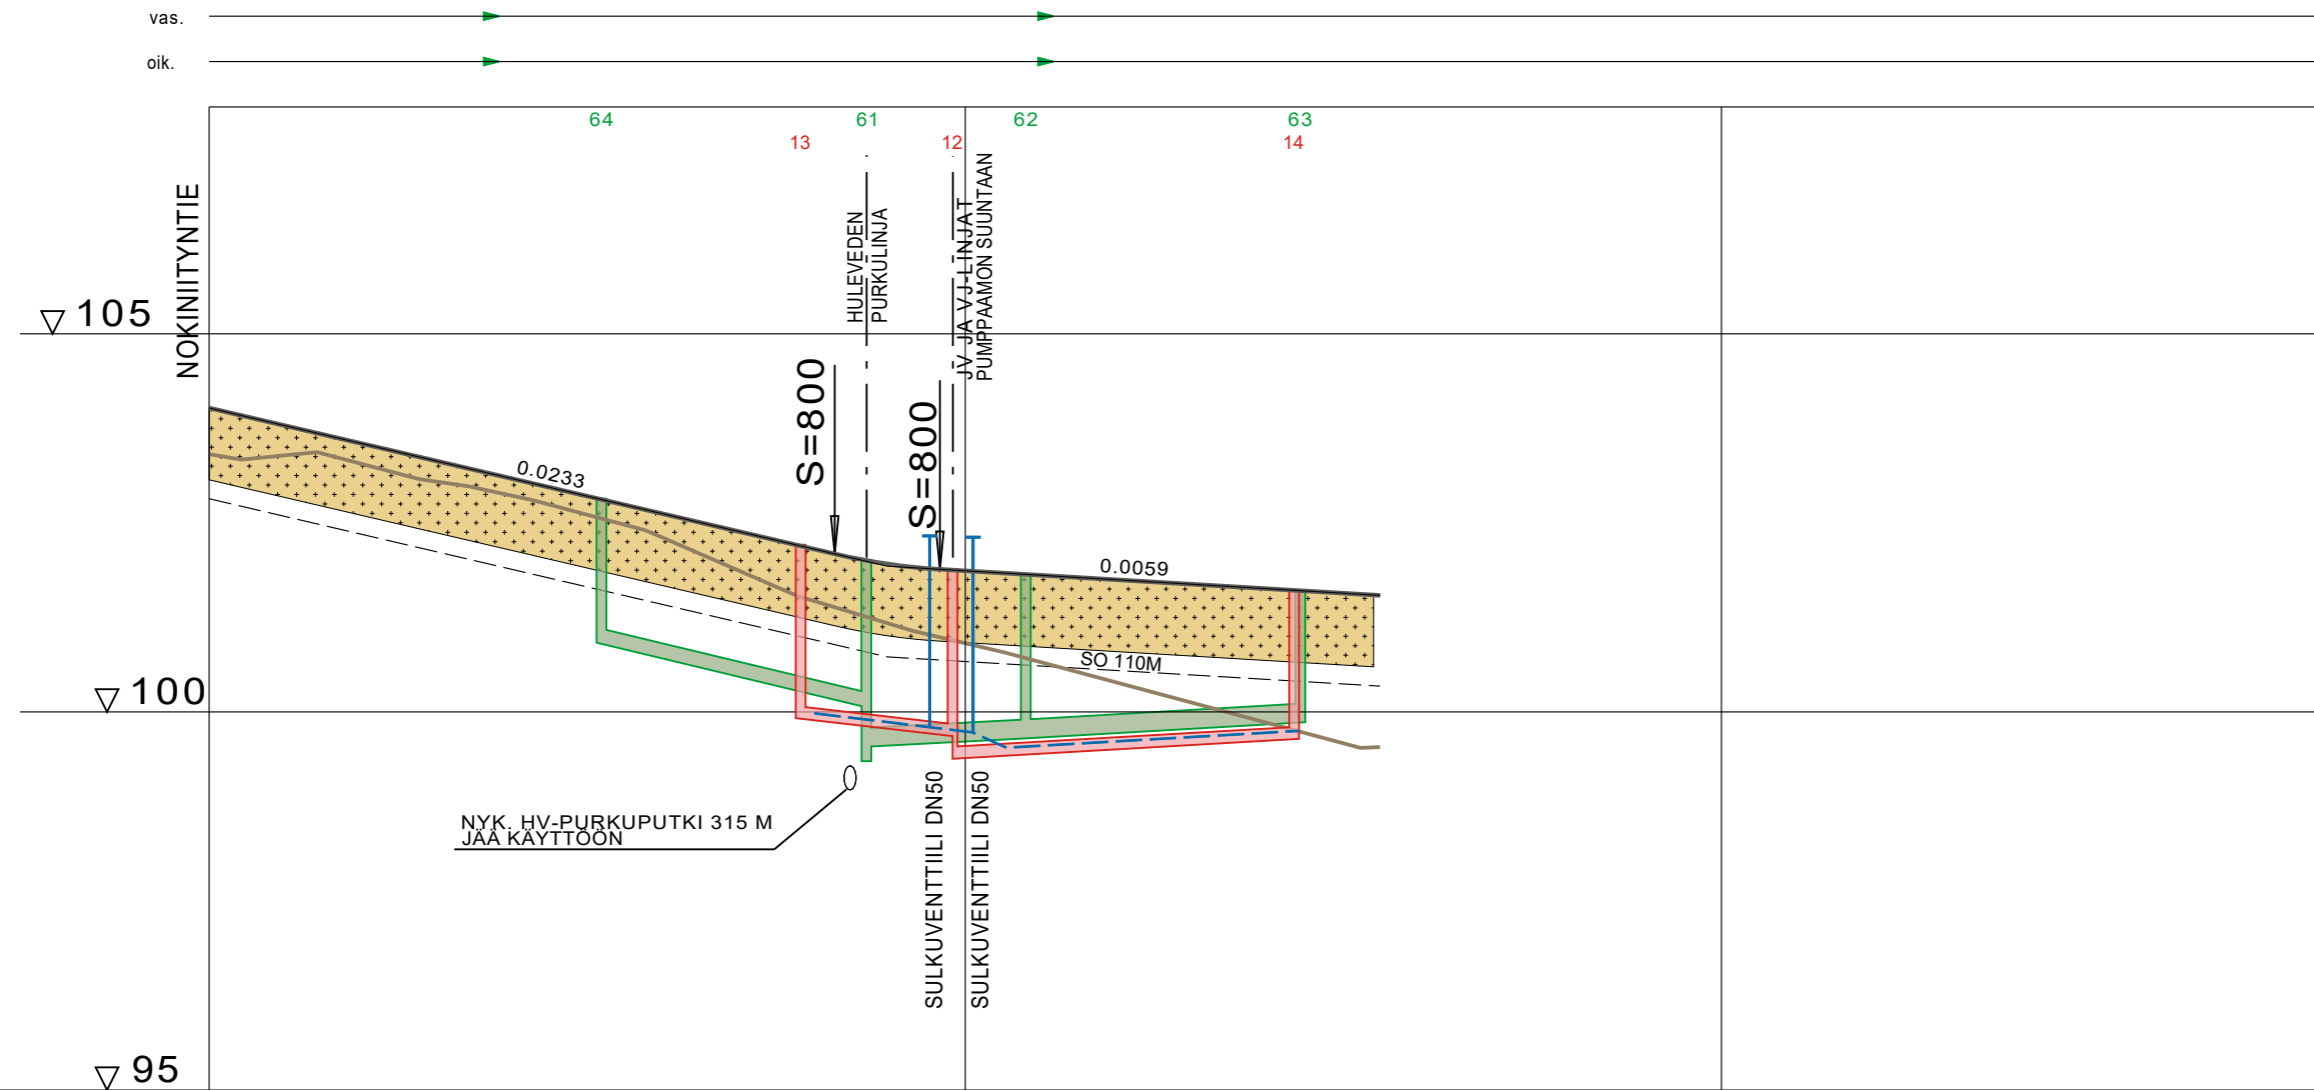 vas.
oik.
64
61
62
63
13
12
14
NOKINIITYNTIE
HULEVEDEN
PURKULINJA
JV JA VJ-LINJAT
PUMPPAAMON SUUNTAAN
105
S=800
S=800
0.0233
0.0059
SO 110M
100
NYK. HV-PURKUPUTKI 315 M
JÄÄ KÄYTTÖÖN
SULKUVENTTIILI DN50
SULKUVENTTIILI DN50
95